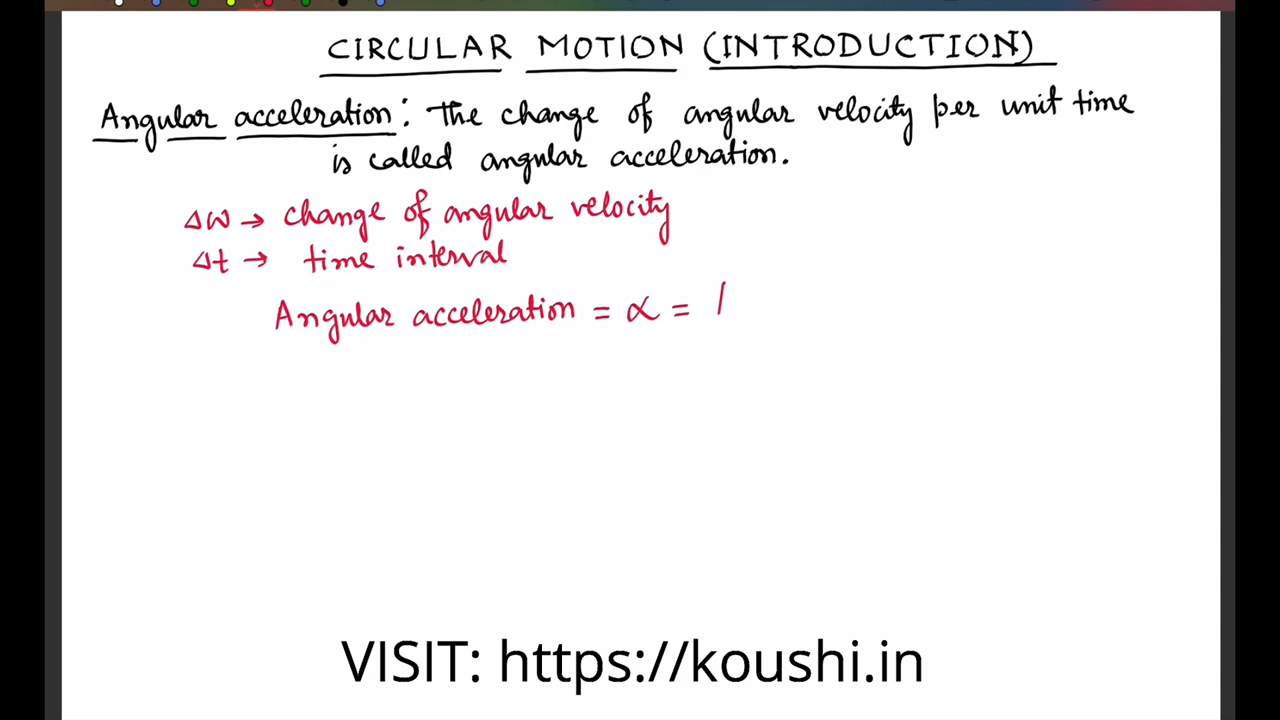 CIRCULAR MOTION (INTRODUCTION)
Angular acceleration: The change of angular velocity per unit time
is called angular acceleration.
Δω → change of angular velocity
Δt → time interval
Angular acceleration = α =
VISIT: https://koushi.in